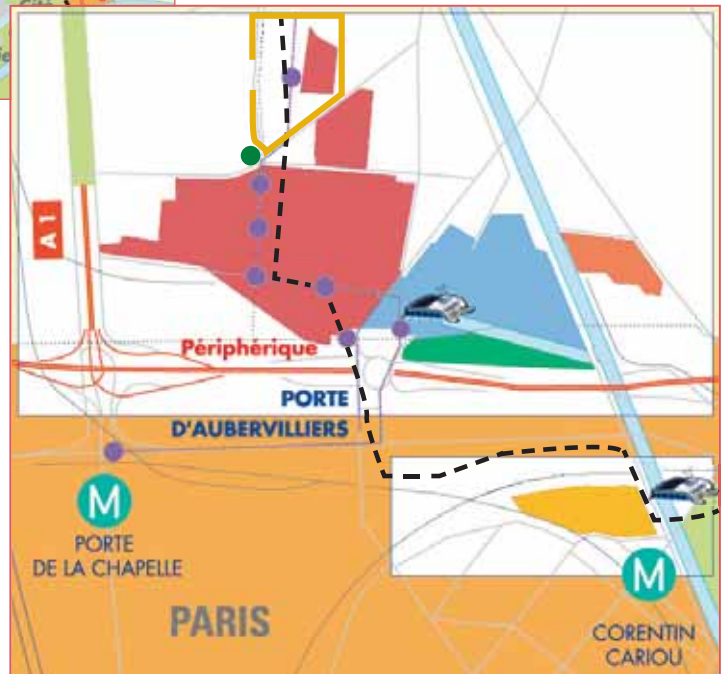 A1
Périphérique
PORTE
D'AUBERVILLIERS
M
PORTE
DE LA CHAPELLE
M
PARIS
CORENTIN
CARIOU